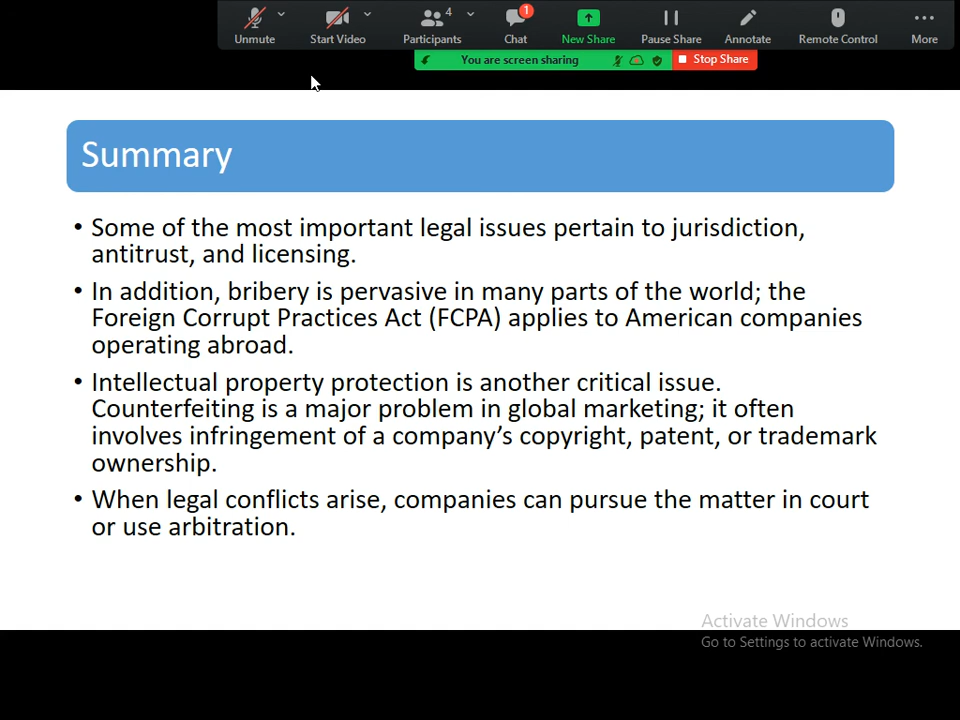 4
1
Unmute
Start Video
Participants
Chat
New Share
Pause Share
Annotate
Remote Control
More
You are screen sharing
Stop Share
Summary
• Some of the most important legal issues pertain to jurisdiction,
antitrust, and licensing.
• In addition, bribery is pervasive in many parts of the world; the
Foreign Corrupt Practices Act (FCPA) applies to American companies
operating abroad.
• Intellectual property protection is another critical issue.
Counterfeiting is a major problem in global marketing; it often
involves infringement of a company’s copyright, patent, or trademark
ownership.
• When legal conflicts arise, companies can pursue the matter in court
or use arbitration.
Activate Windows
Go to Settings to activate Windows.